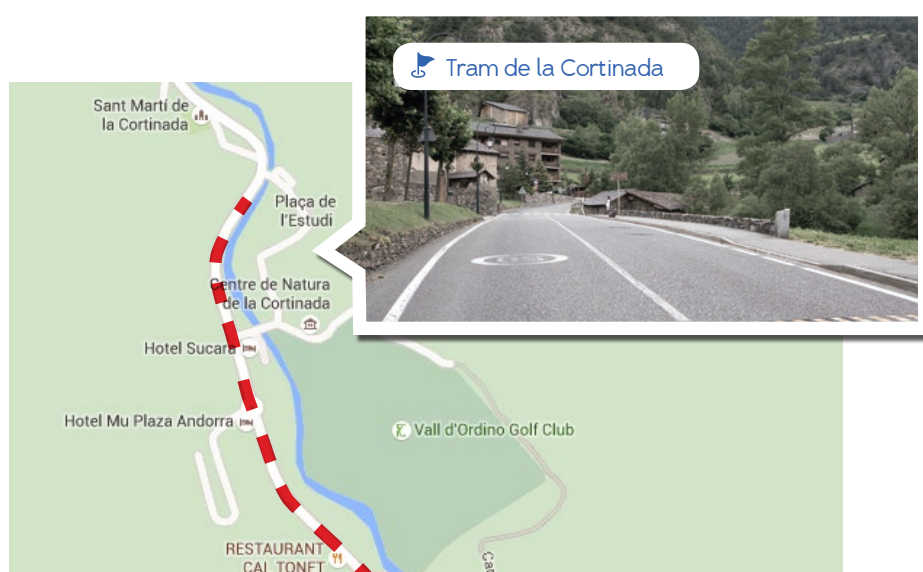 Tram de la Cortinada
Sant Martí de
la Cortinada
Plaça de
l'Estudi
Centre de Natura
de la Cortinada
Hotel Sucara
Hotel Mu Plaza Andorra
Vall d'Ordino Golf Club
RESTAURANT
CAL TONET